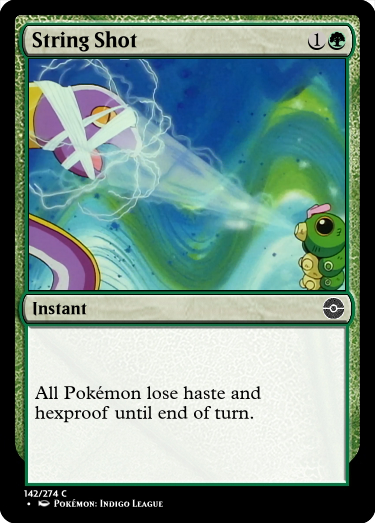 String Shot 1
Instant
All Pokémon lose haste and
hexproof until end of turn.
142/274 C
• Pokémon: Indigo League